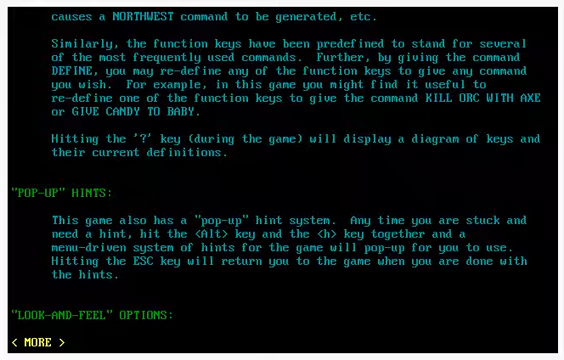 causes a NORTHWEST command to be generated, etc.
Similarly, the function keys have been predefined to stand for several
of the most frequently used commands.  Further, by giving the command
DEFINE, you may re-define any of the function keys to give any command
you wish.  For example, in this game you might find it useful to
re-define one of the function keys to give the command KILL ORC WITH AXE
or GIVE CANDY TO BABY.
Hitting the '?' key (during the game) will display a diagram of keys and
their current definitions.
"POP-UP" HINTS:
This game also has a "pop-up" hint system.  Any time you are stuck and
need a hint, hit the <Alt> key and the <h> key together and a
menu-driven system of hints for the game will pop-up for you to use.
Hitting the ESC key will return you to the game when you are done with
the hints.
"LOOK-AND-FEEL" OPTIONS:
< MORE >